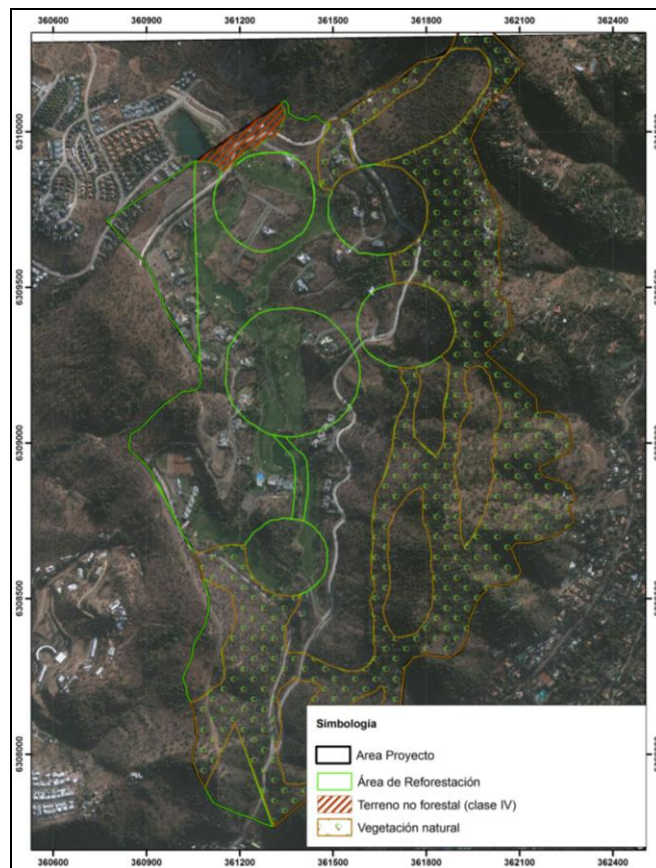 360600 360900 361200 361500 361800 362100 362400
6310000
6309500
6309000
6308500
6308000
Simbología
Area Proyecto
Área de Reforestación
Terreno no forestal (clase IV)
Vegetación natural
360600 360900 361200 361500 361800 362100 362400